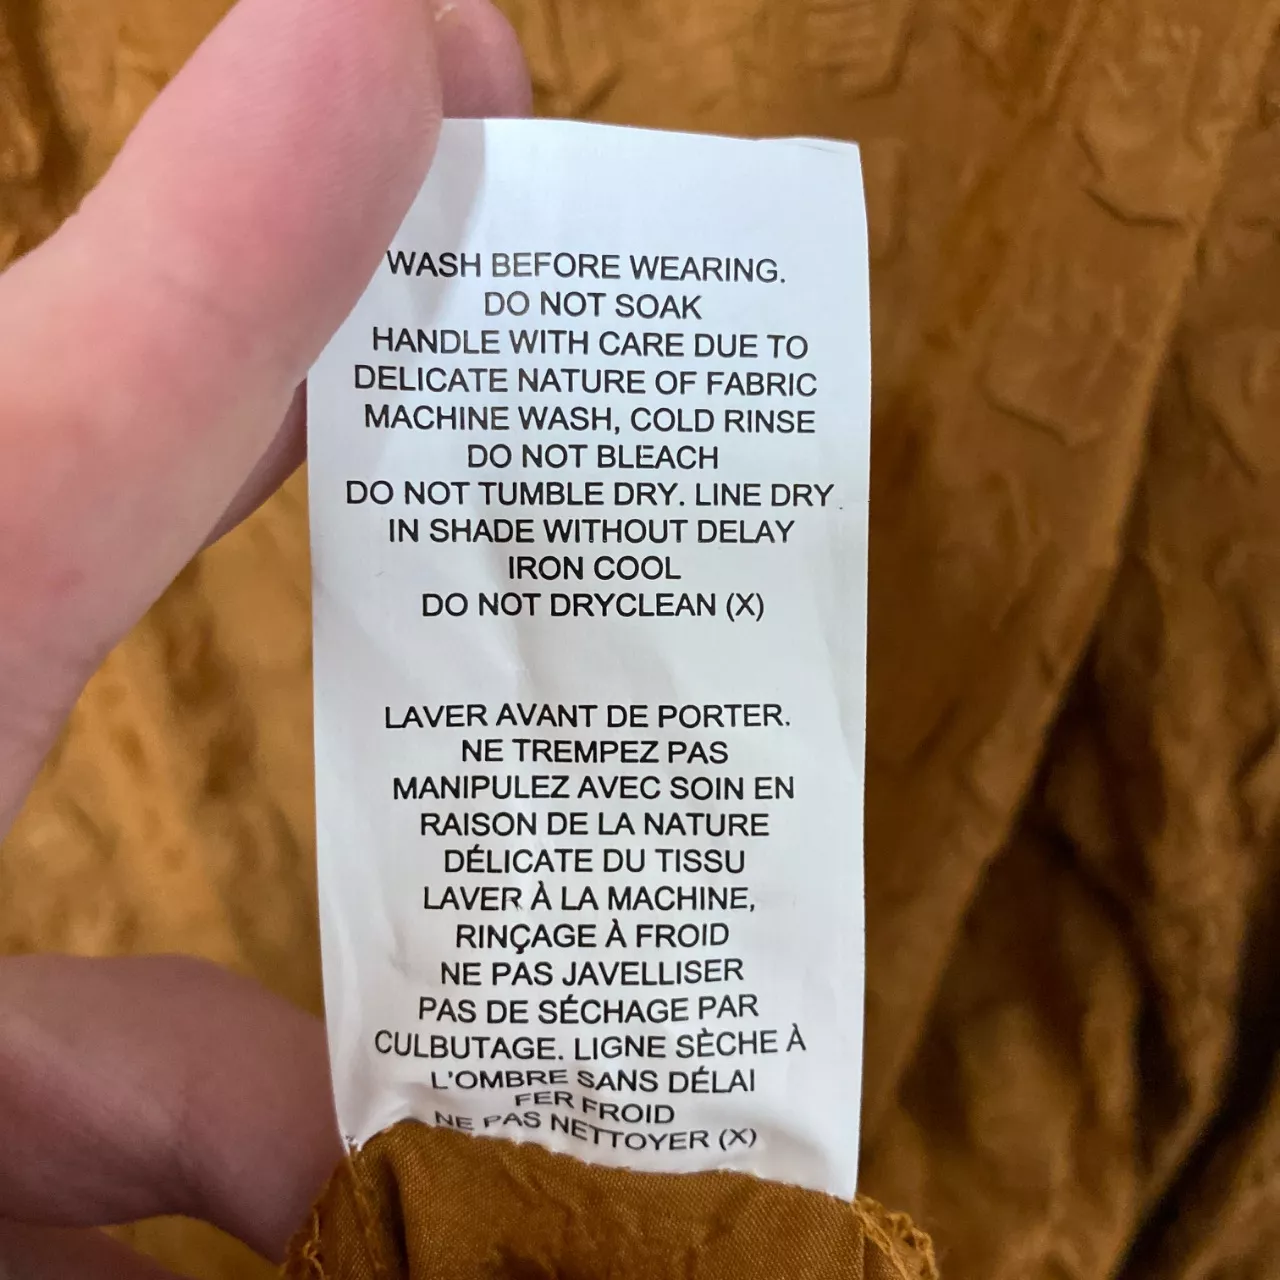 WASH BEFORE WEARING.
DO NOT SOAK
HANDLE WITH CARE DUE TO
DELICATE NATURE OF FABRIC
MACHINE WASH, COLD RINSE
DO NOT BLEACH
DO NOT TUMBLE DRY. LINE DRY
IN SHADE WITHOUT DELAY
IRON COOL
DO NOT DRYCLEAN (X)
LAVER AVANT DE PORTER.
NE TREMPEZ PAS
MANIPULEZ AVEC SOIN EN
RAISON DE LA NATURE
DÉLICATE DU TISSU
LAVER À LA MACHINE,
RINÇAGE À FROID
NE PAS JAVELLISER
PAS DE SÉCHAGE PAR
CULBUTAGE. LIGNE SÈCHE À
L'OMBRE SANS DÉLAI
FER FROID
NE PAS NETTOYER (X)